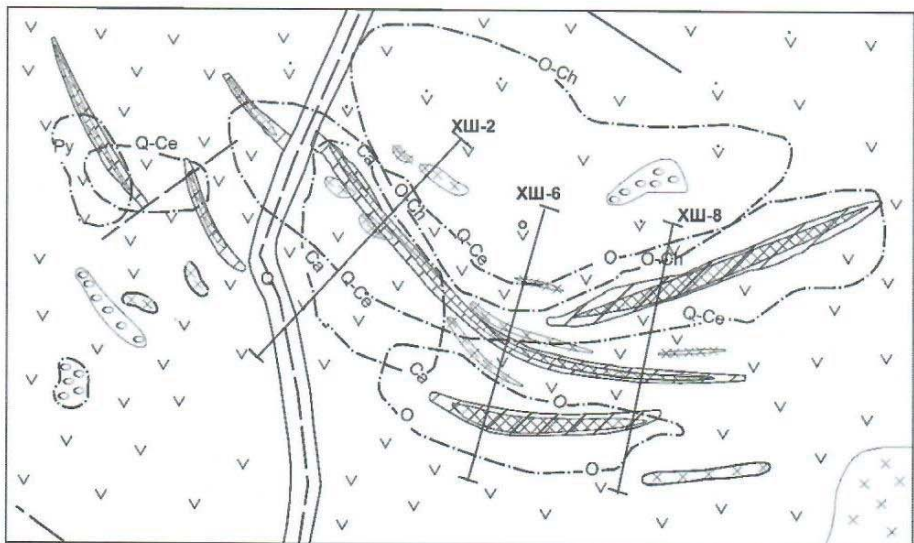 O-Ch
ХШ-2
Q-Ce
Py
Ca
ХШ-6
O-Ch
ХШ-8
Q-Ce
O
O-Ch
O
Ca
Q-Ce
Q-Ce
Ca
O
O
O